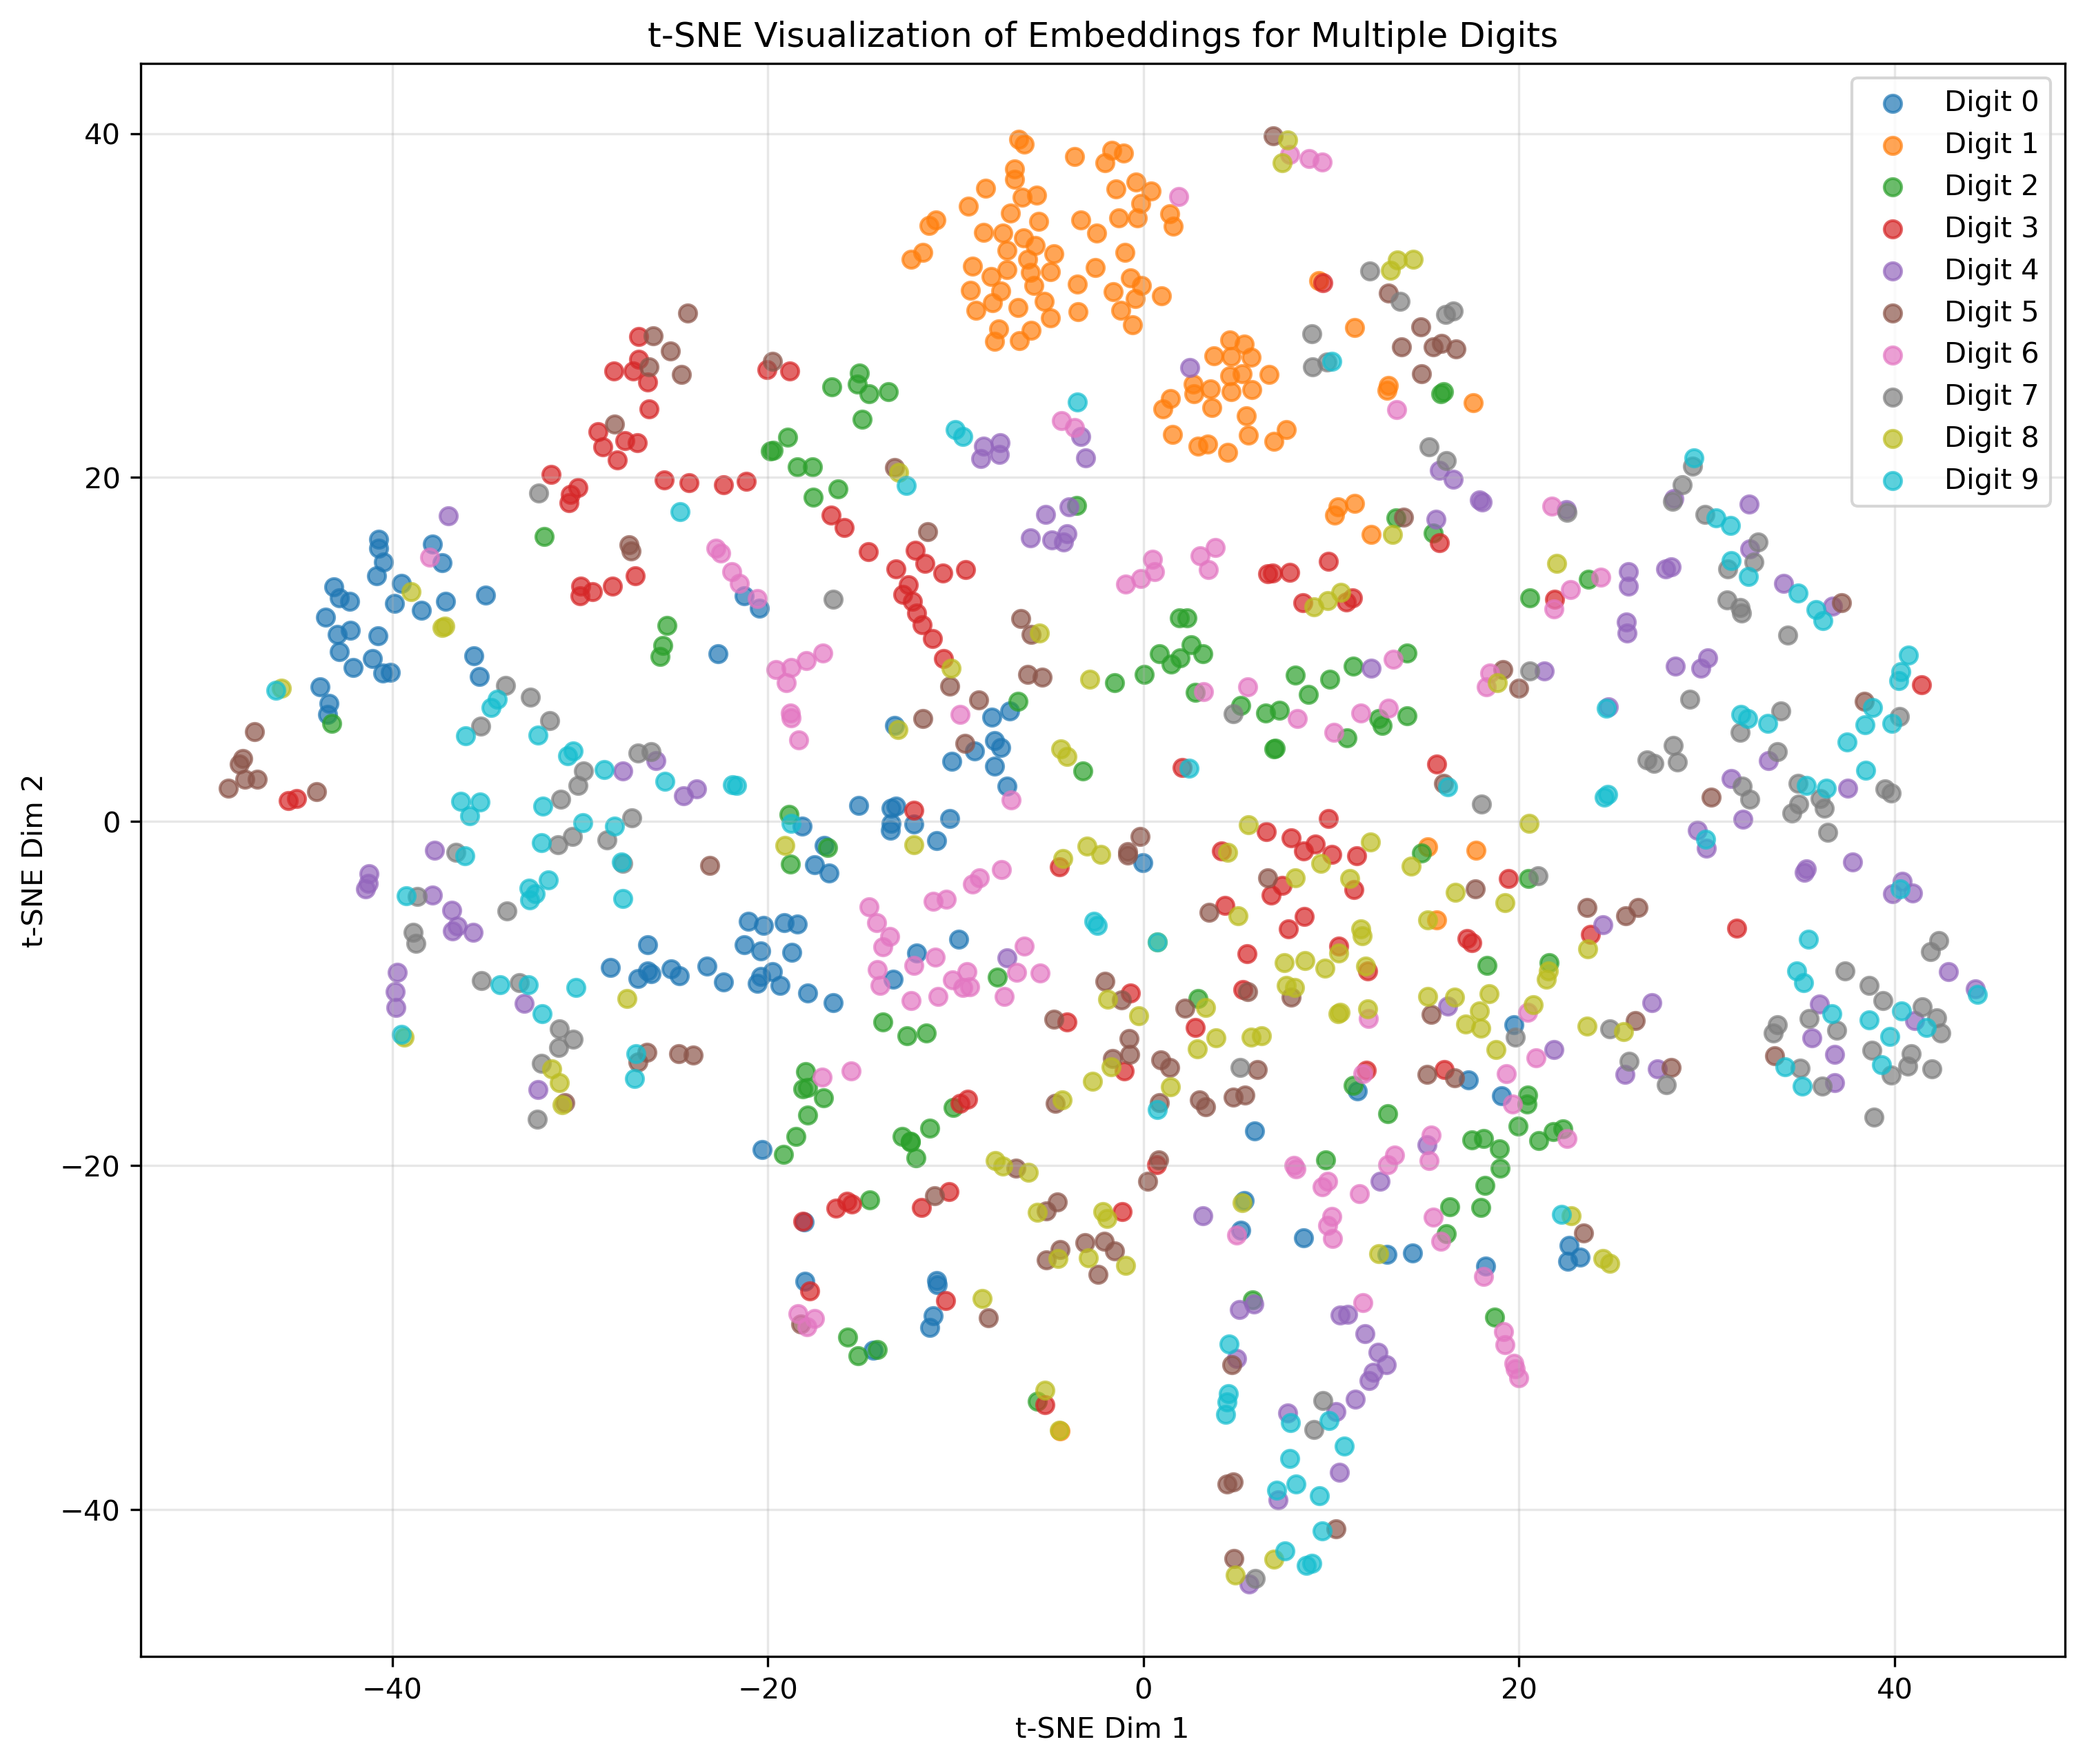 t-SNE Visualization of Embeddings for Multiple Digits
Digit 0
Digit 1
Digit 2
Digit 3
Digit 4
Digit 5
Digit 6
Digit 7
Digit 8
Digit 9
40
20
0
−20
−40
t-SNE Dim 2
−40
−20
0
20
40
t-SNE Dim 1